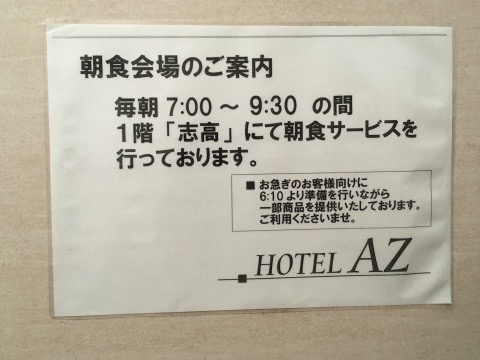 朝食会場のご案内
毎朝 7:00 ～ 9:30 の間
1階「志高」にて朝食サービスを
行っております。
■ お急ぎのお客様向けに
6:10 より準備を行いながら
一部商品を提供いたしております。
ご利用くださいませ。
HOTEL AZ